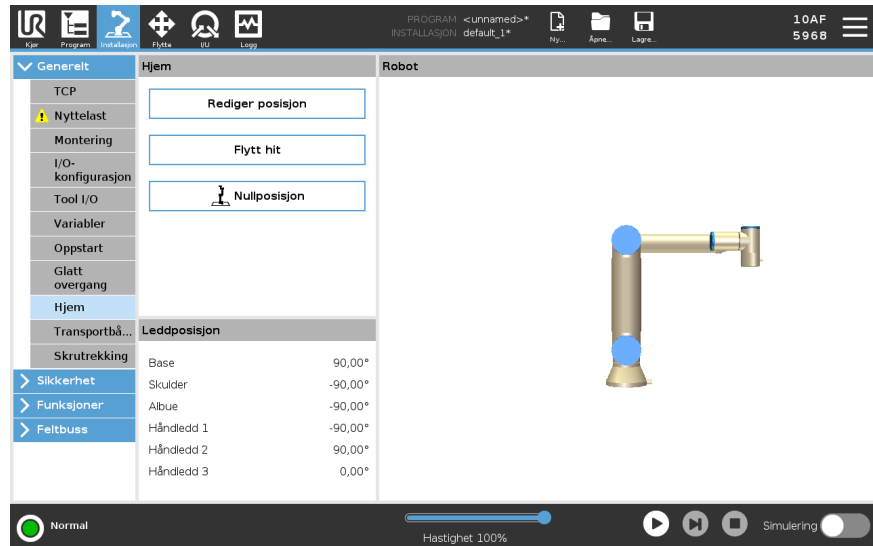 UR
Kjør
Program
Installasjon
Flytte
I/U
Logg
PROGRAM <unnamed>*
INSTALLASJON default_1*
Ny...
Åpne...
Lagre...
10AF
5968
Generelt
TCP
Nyttelast
Montering
I/O-
konfigurasjon
Tool I/O
Variabler
Oppstart
Glatt
overgang
Hjem
Transportbå...
Skrutrekking
Sikkerhet
Funksjoner
Feltbuss
Hjem
Rediger posisjon
Flytt hit
Nullposisjon
Leddposisjon
Base 90,00°
Skulder -90,00°
Albue -90,00°
Håndledd 1 -90,00°
Håndledd 2 90,00°
Håndledd 3 0,00°
Robot
Normal
Hastighet 100%
Simulering